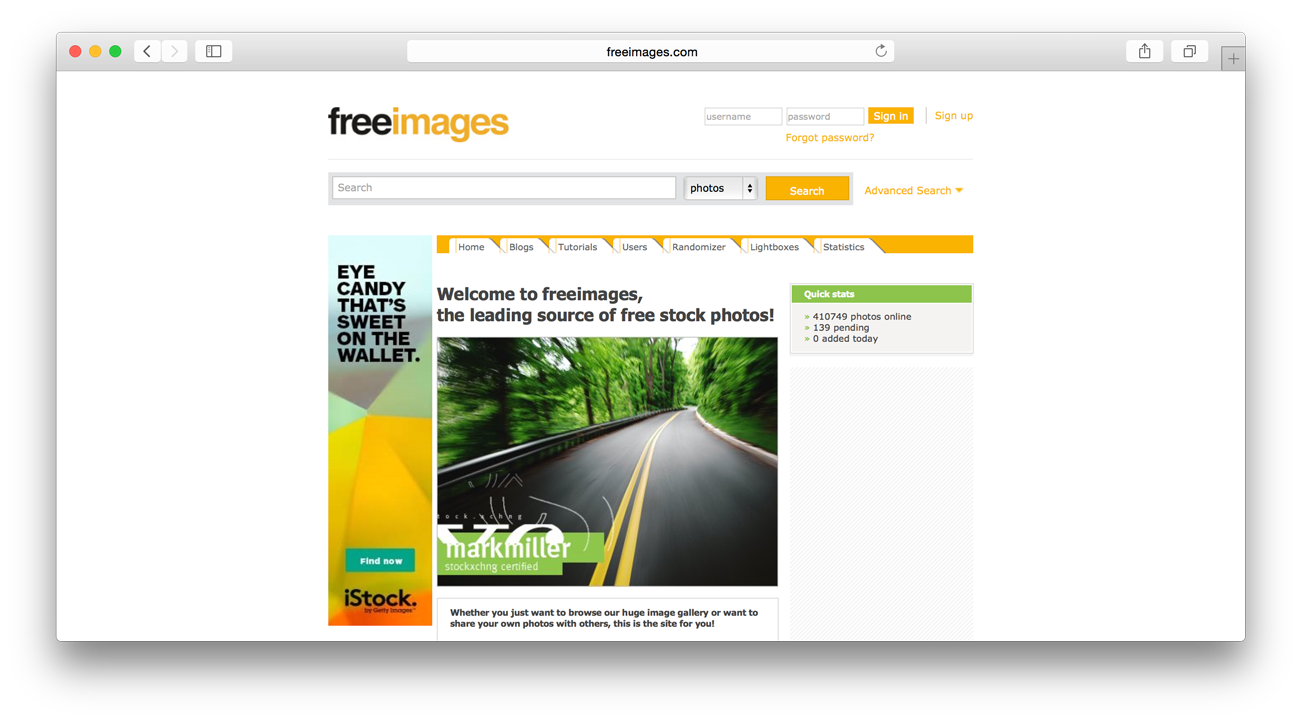 freeimages.com
freeimages
username
password
Sign in
Sign up
Forgot password?
Search
photos
Search
Advanced Search
EYE
CANDY
THAT'S
SWEET
ON THE
WALLET.
Find now
iStock.
by Getty Images™
Home
Blogs
Tutorials
Users
Randomizer
Lightboxes
Statistics
Welcome to freeimages,
the leading source of free stock photos!
stock.xchng
markmiller
stockxchng certified
Whether you just want to browse our huge image gallery or want to
share your own photos with others, this is the site for you!
Quick stats
» 410749 photos online
» 139 pending
» 0 added today